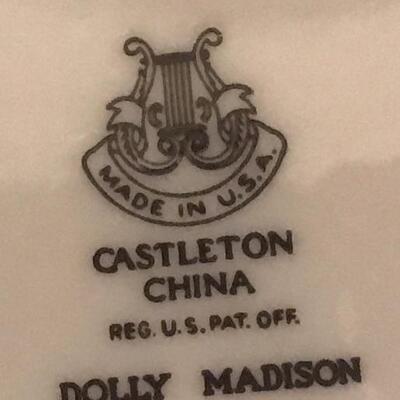 MADE IN U.S.A.
CASTLETON
CHINA
REG. U.S. PAT. OFF.
DOLLY MADISON